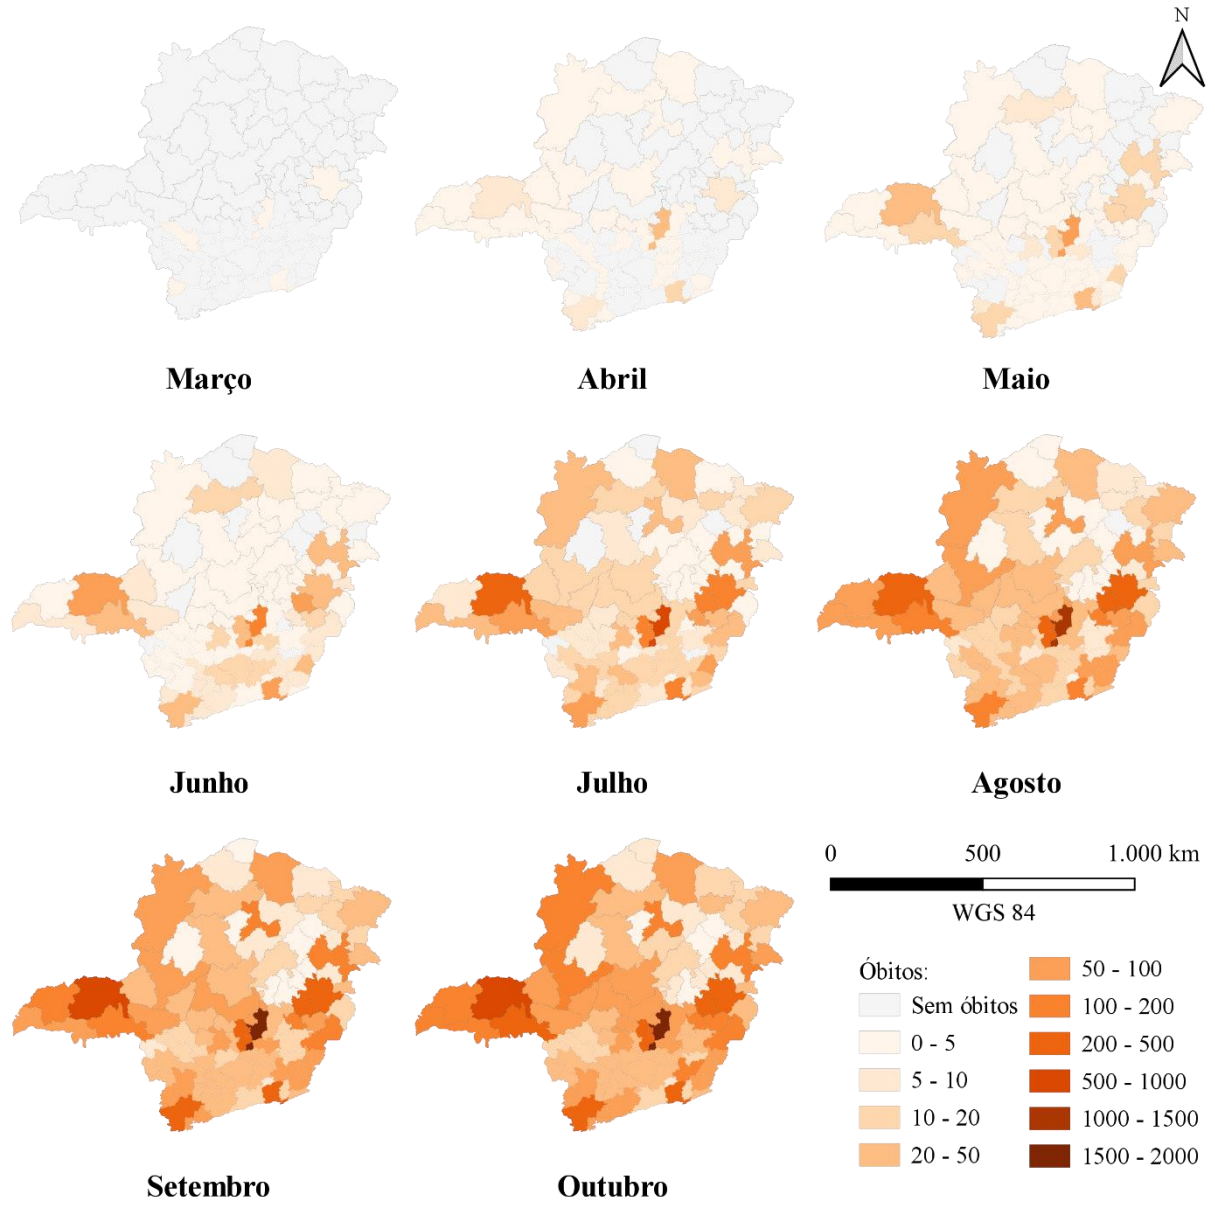 N
Março
Abril
Maio
Junho
Julho
Agosto
0 500 1.000 km
WGS 84
Óbitos:
Sem óbitos
0 - 5
5 - 10
10 - 20
20 - 50
50 - 100
100 - 200
200 - 500
500 - 1000
1000 - 1500
1500 - 2000
Setembro
Outubro